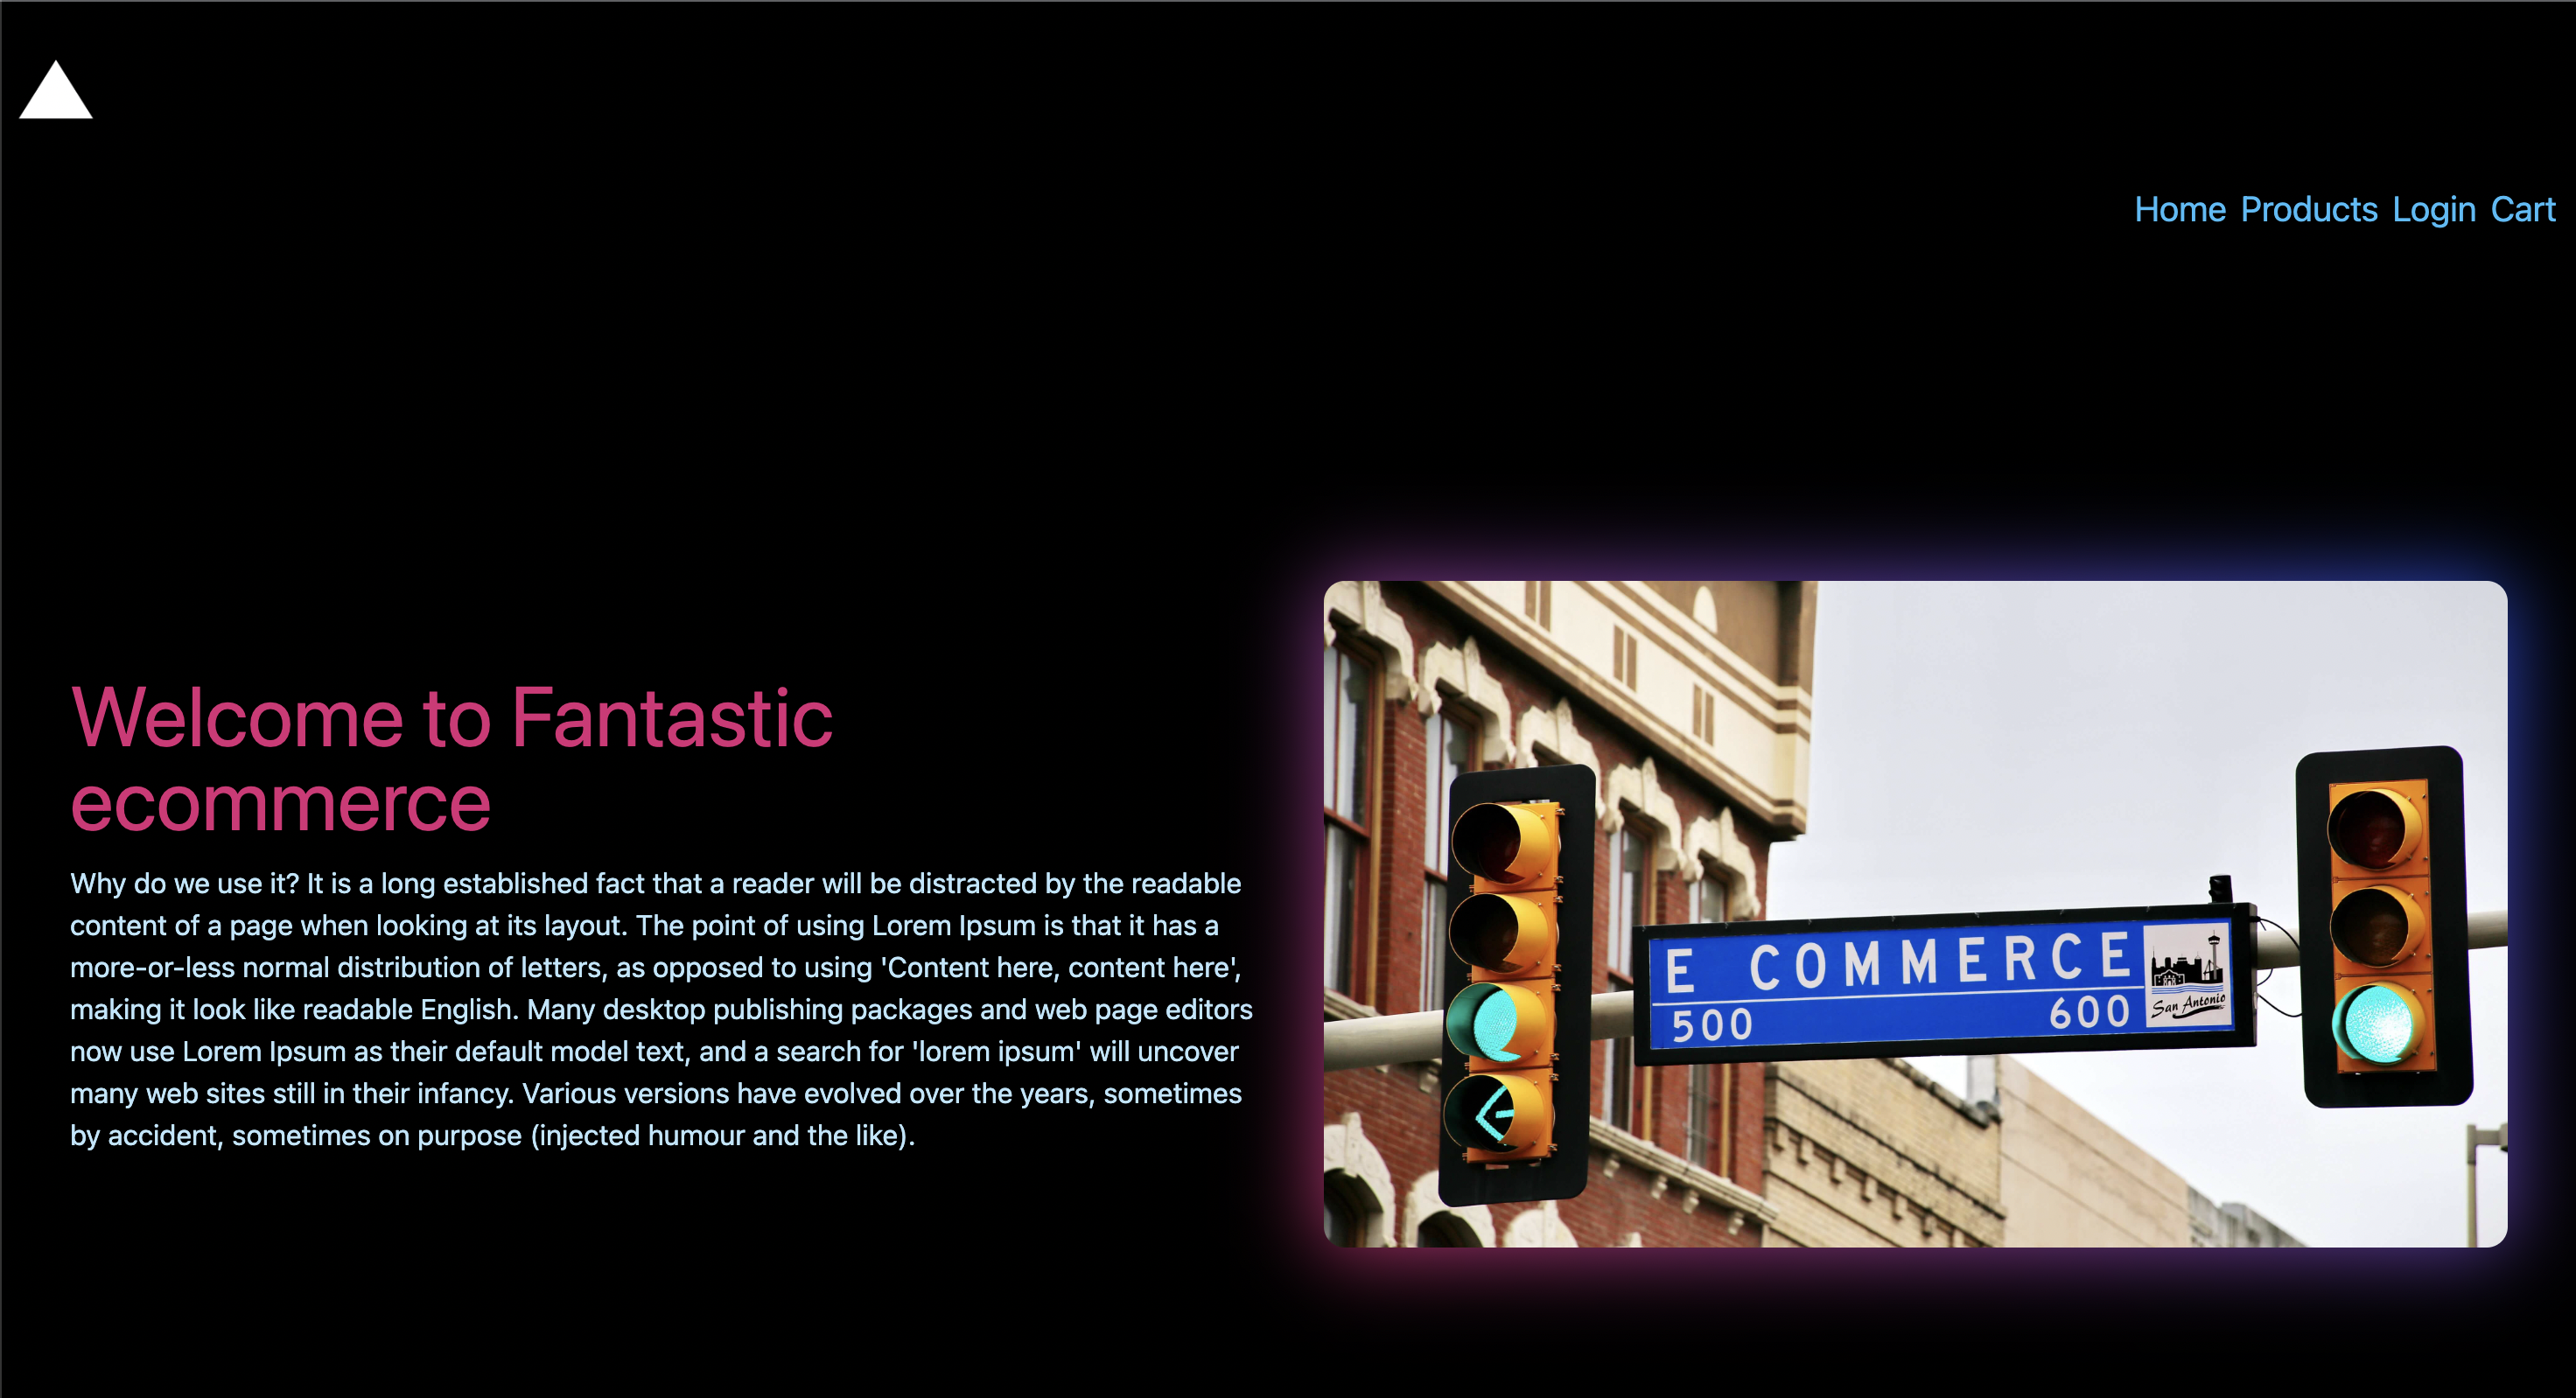 Home Products Login Cart
Welcome to Fantastic
ecommerce
Why do we use it? It is a long established fact that a reader will be distracted by the readable
content of a page when looking at its layout. The point of using Lorem Ipsum is that it has a
more-or-less normal distribution of letters, as opposed to using 'Content here, content here',
making it look like readable English. Many desktop publishing packages and web page editors
now use Lorem Ipsum as their default model text, and a search for 'lorem ipsum' will uncover
many web sites still in their infancy. Various versions have evolved over the years, sometimes
by accident, sometimes on purpose (injected humour and the like).
E COMMERCE
500 600
San Antonio